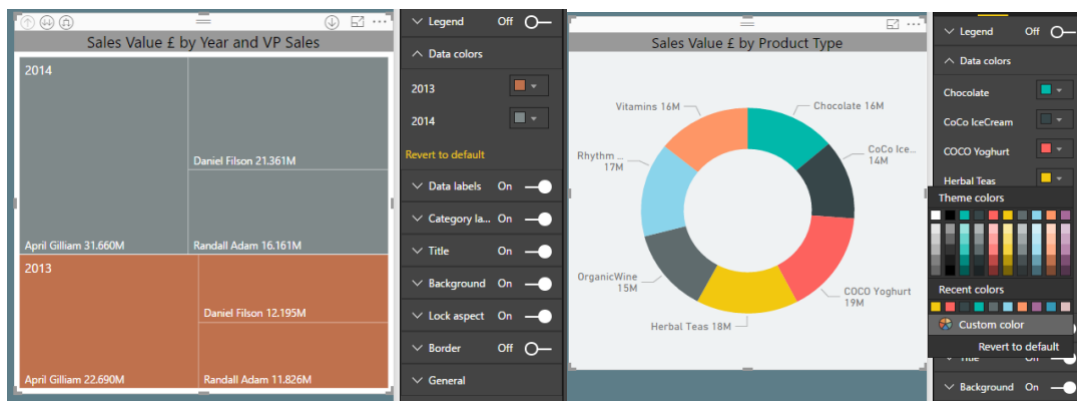 Sales Value £ by Year and VP Sales
2014
Daniel Filson 21.361M
April Gilliam 31.660M
Randall Adam 16.161M
2013
Daniel Filson 12.195M
April Gilliam 22.690M
Randall Adam 11.826M
Legend Off
Data colors
2013
2014
Revert to default
Data labels On
Category la... On
Title On
Background On
Lock aspect On
Border Off
General
Sales Value £ by Product Type
Vitamins 16M
Chocolate 16M
Rhythm ...
17M
CoCo Ice...
14M
OrganicWine
15M
COCO Yoghurt
19M
Herbal Teas 18M
Legend Off
Data colors
Chocolate
CoCo IceCream
COCO Yoghurt
Herbal Teas
Theme colors
Recent colors
Custom color
Revert to default
Title Off
Background On